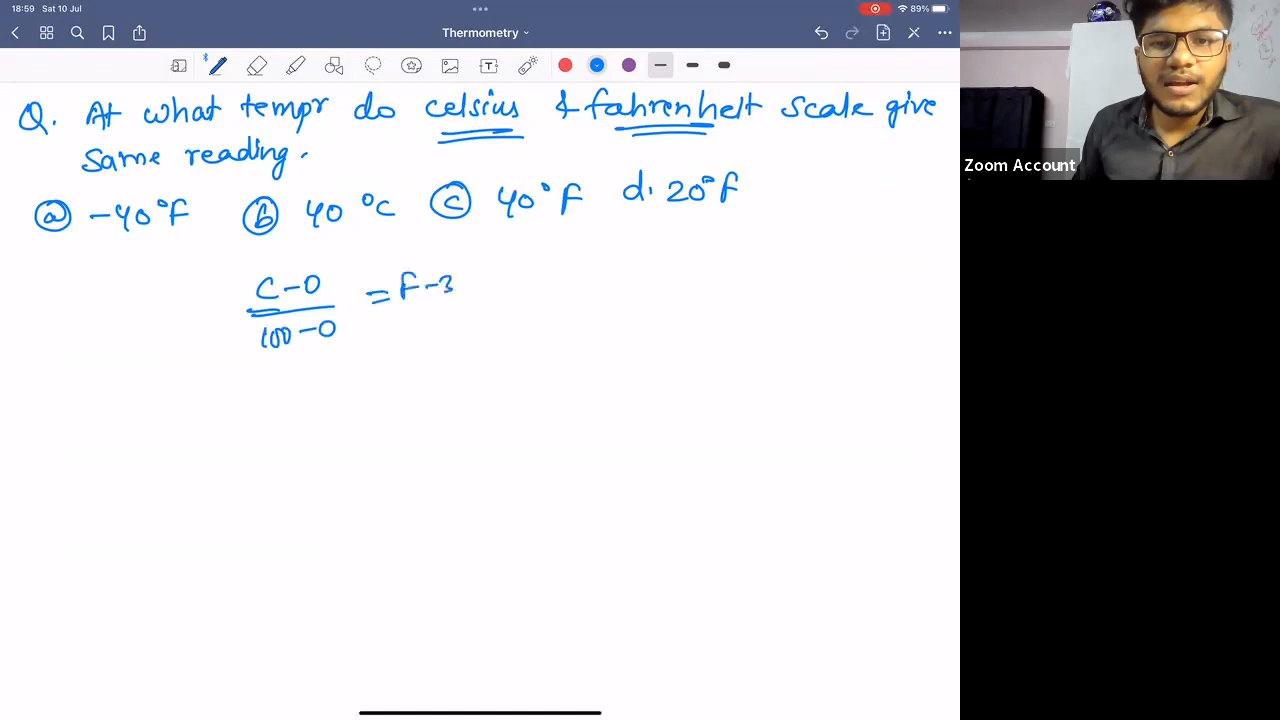 18:59 Sat 10 Jul
89%
Thermometry
T
Q. At what tempr do celsius & fahrenhelt scale give
same reading.
a -40°F b 40 °C c 40°F d. 20°F
C-0 = F-3
100-0
Zoom Account